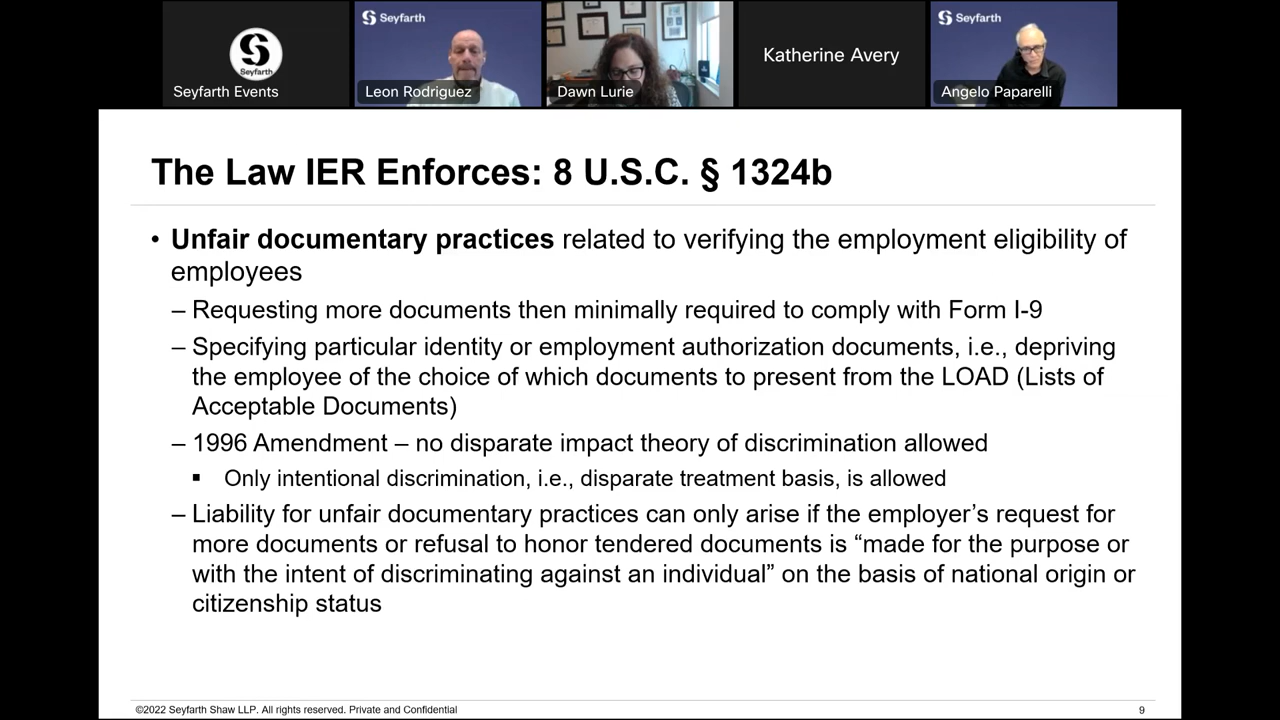 Seyfarth
Seyfarth Events
Seyfarth
Leon Rodriguez
Dawn Lurie
Katherine Avery
Seyfarth
Angelo Paparelli
The Law IER Enforces: 8 U.S.C. § 1324b
• Unfair documentary practices related to verifying the employment eligibility of
employees
– Requesting more documents then minimally required to comply with Form I-9
– Specifying particular identity or employment authorization documents, i.e., depriving
the employee of the choice of which documents to present from the LOAD (Lists of
Acceptable Documents)
– 1996 Amendment – no disparate impact theory of discrimination allowed
▪ Only intentional discrimination, i.e., disparate treatment basis, is allowed
– Liability for unfair documentary practices can only arise if the employer’s request for
more documents or refusal to honor tendered documents is “made for the purpose or
with the intent of discriminating against an individual” on the basis of national origin or
citizenship status
©2022 Seyfarth Shaw LLP. All rights reserved. Private and Confidential
9